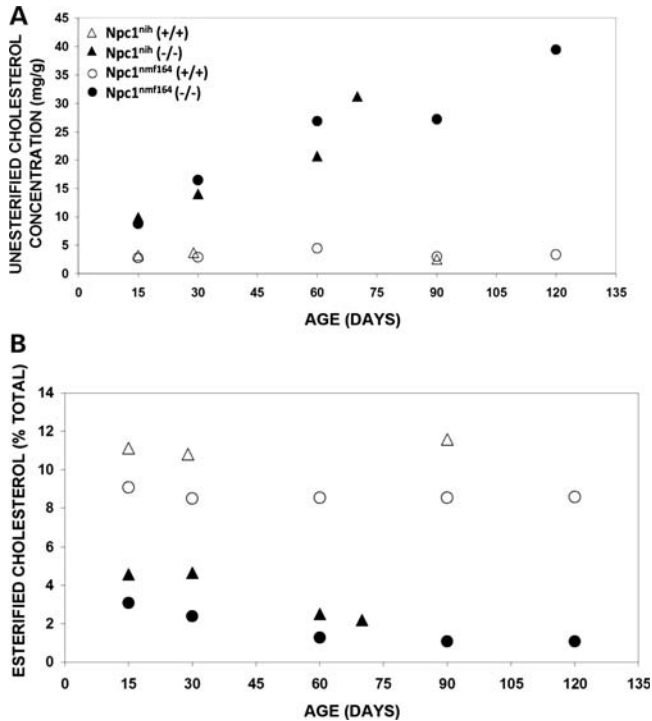 A
UNESTERIFIED CHOLESTEROL
CONCENTRATION (mg/g)
45
40
35
30
25
20
15
10
5
0
Npc1nih (+/+)
Npc1nih (-/-)
Npc1nmf164 (+/+)
Npc1nmf164 (-/-)
0 15 30 45 60 75 90 105 120 135
AGE (DAYS)
B
ESTERIFIED CHOLESTEROL (% TOTAL)
14
12
10
8
6
4
2
0
0 15 30 45 60 75 90 105 120 135
AGE (DAYS)